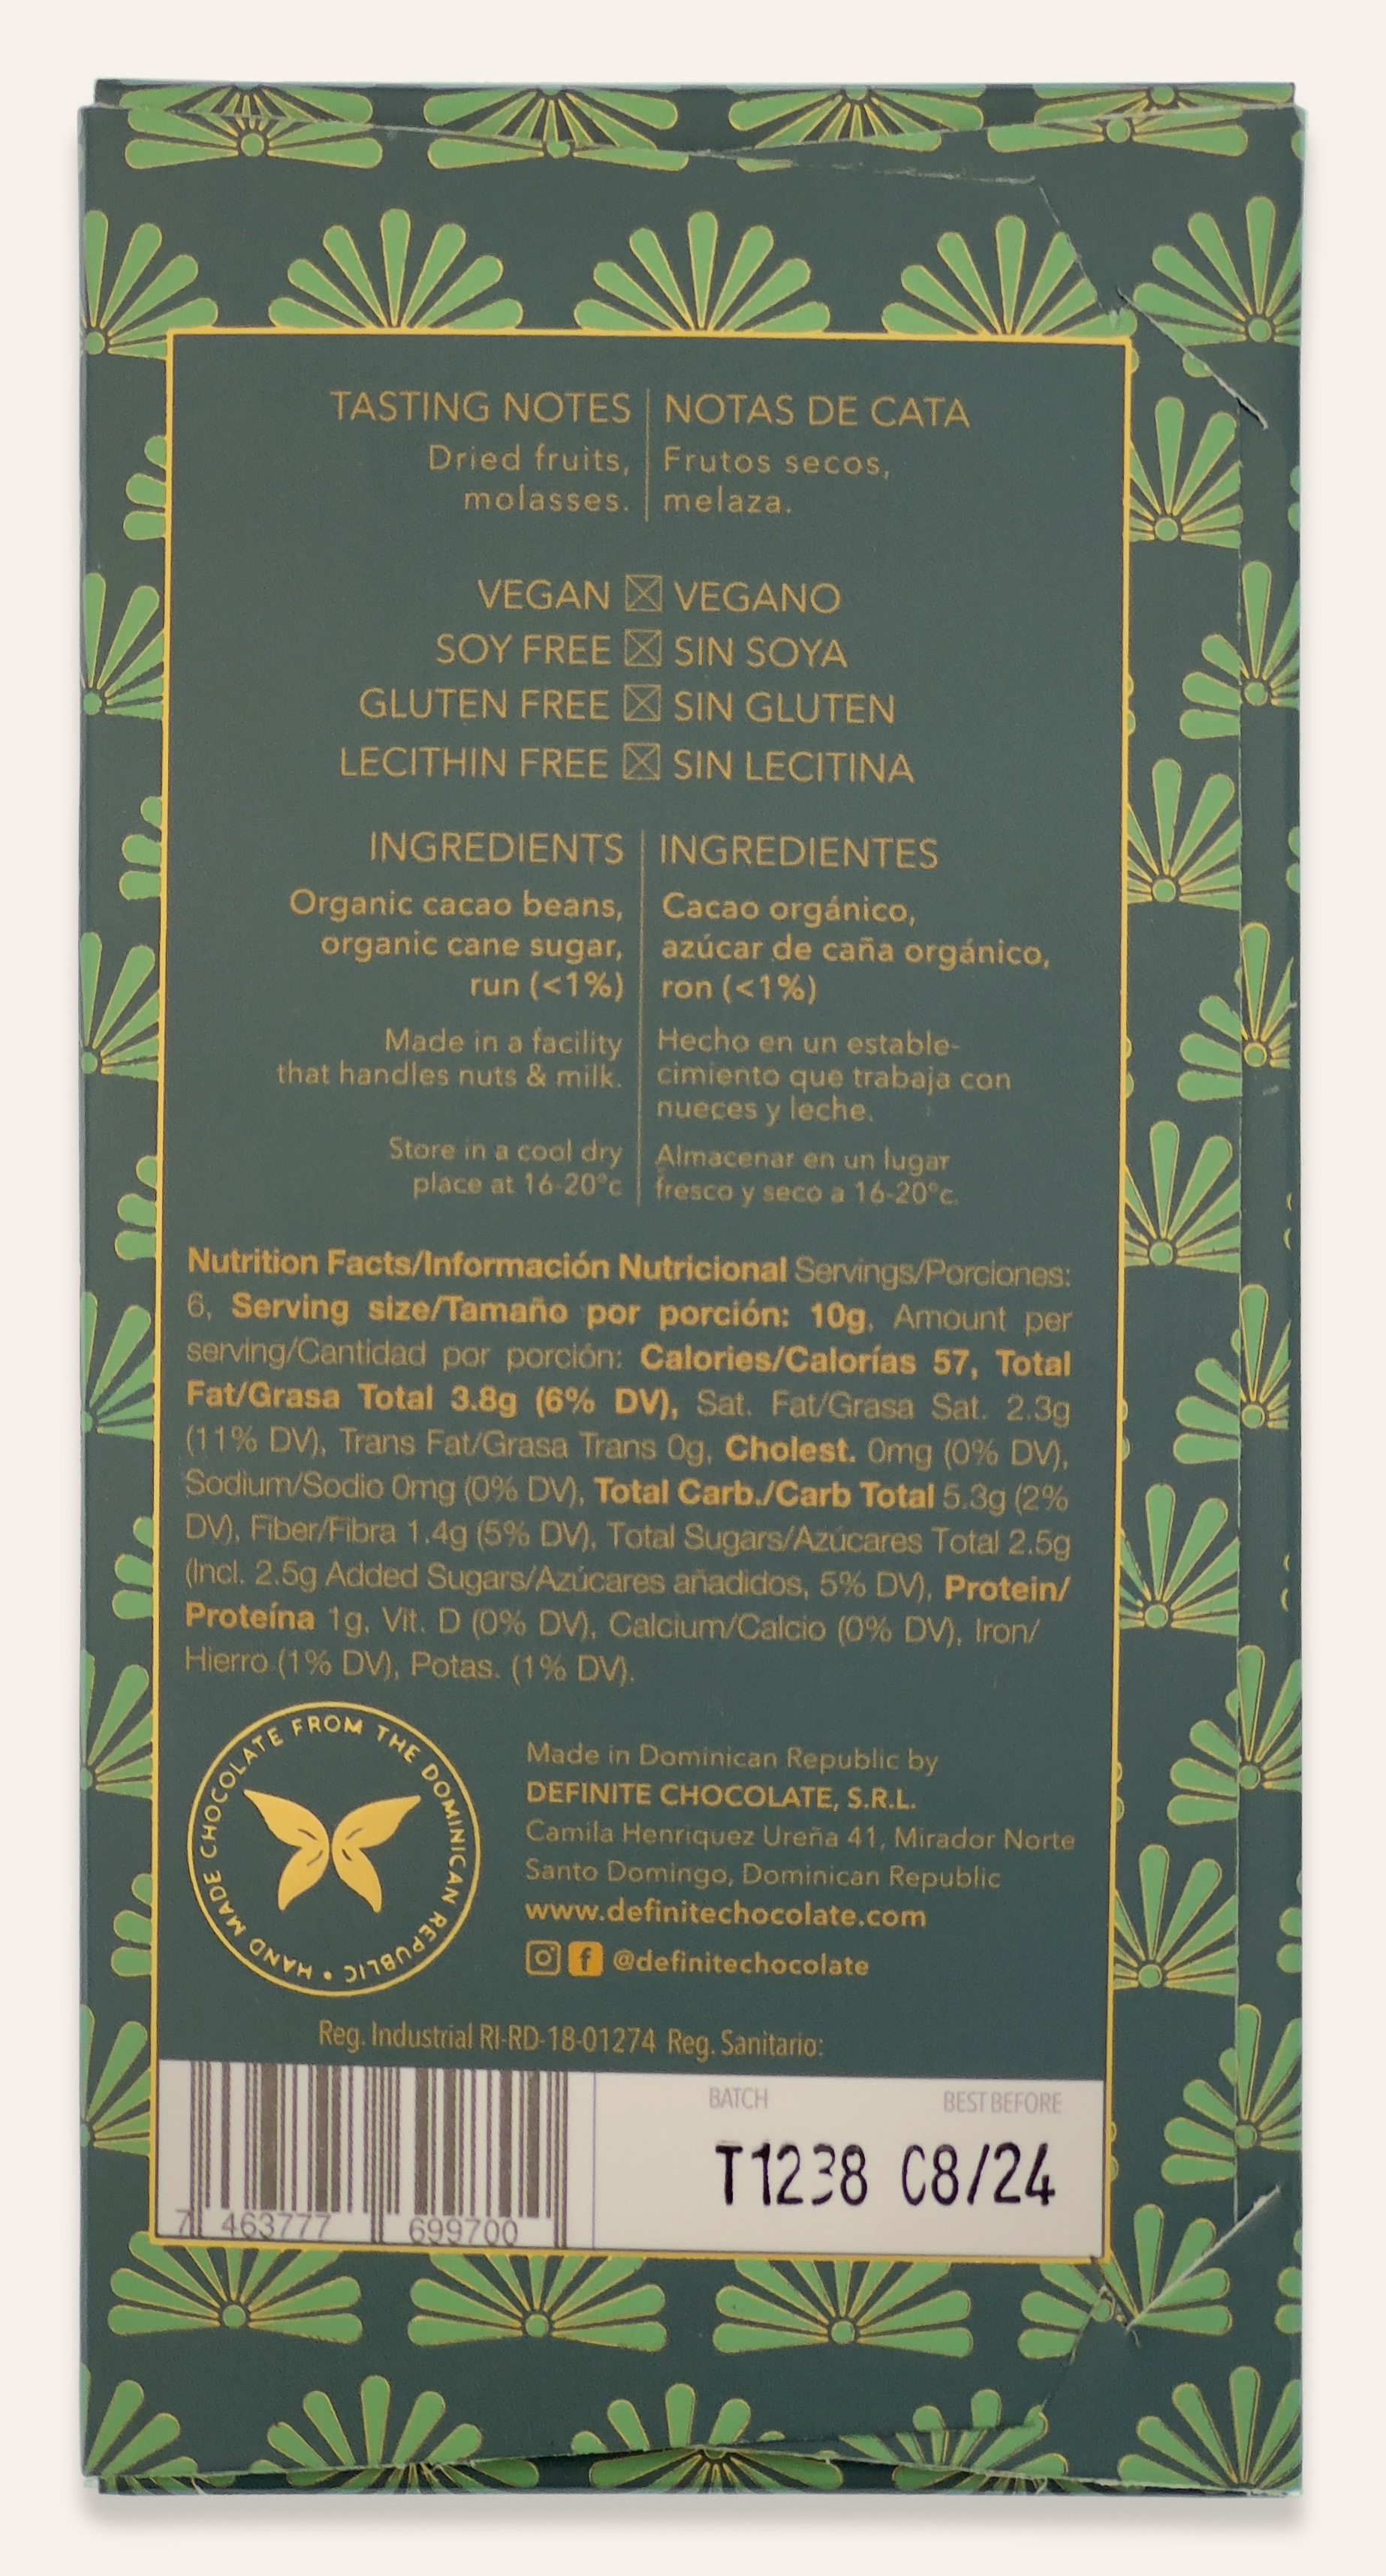 TASTING NOTES
Dried fruits,
molasses.
NOTAS DE CATA
Frutos secos,
melaza.
VEGAN ☒ VEGANO
SOY FREE ☒ SIN SOYA
GLUTEN FREE ☒ SIN GLUTEN
LECITHIN FREE ☒ SIN LECITINA
INGREDIENTS
Organic cacao beans,
organic cane sugar,
run (<1%)
Made in a facility
that handles nuts & milk.
Store in a cool dry
place at 16-20°c
INGREDIENTES
Cacao orgánico,
azúcar de caña orgánico,
ron (<1%)
Hecho en un estable-
cimiento que trabaja con
nueces y leche.
Almacenar en un lugar
fresco y seco a 16-20°c.
Nutrition Facts/Información Nutricional Servings/Porciones:
6, Serving size/Tamaño por porción: 10g, Amount per
serving/Cantidad por porción: Calories/Calorías 57, Total
Fat/Grasa Total 3.8g (6% DV), Sat. Fat/Grasa Sat. 2.3g
(11% DV), Trans Fat/Grasa Trans 0g, Cholest. 0mg (0% DV),
Sodium/Sodio 0mg (0% DV), Total Carb./Carb Total 5.3g (2%
DV), Fiber/Fibra 1.4g (5% DV), Total Sugars/Azúcares Total 2.5g
(Incl. 2.5g Added Sugars/Azúcares añadidos, 5% DV), Protein/
Proteína 1g, Vit. D (0% DV), Calcium/Calcio (0% DV), Iron/
Hierro (1% DV), Potas. (1% DV).
HAND MADE CHOCOLATE FROM THE DOMINICAN REPUBLIC •
Made in Dominican Republic by
DEFINITE CHOCOLATE, S.R.L.
Camila Henriquez Ureña 41, Mirador Norte
Santo Domingo, Dominican Republic
www.definitechocolate.com
@definitechocolate
Reg. Industrial RI-RD-18-01274 Reg. Sanitario:
7 463777 699700
BATCH BEST BEFORE
T1238 C8/24